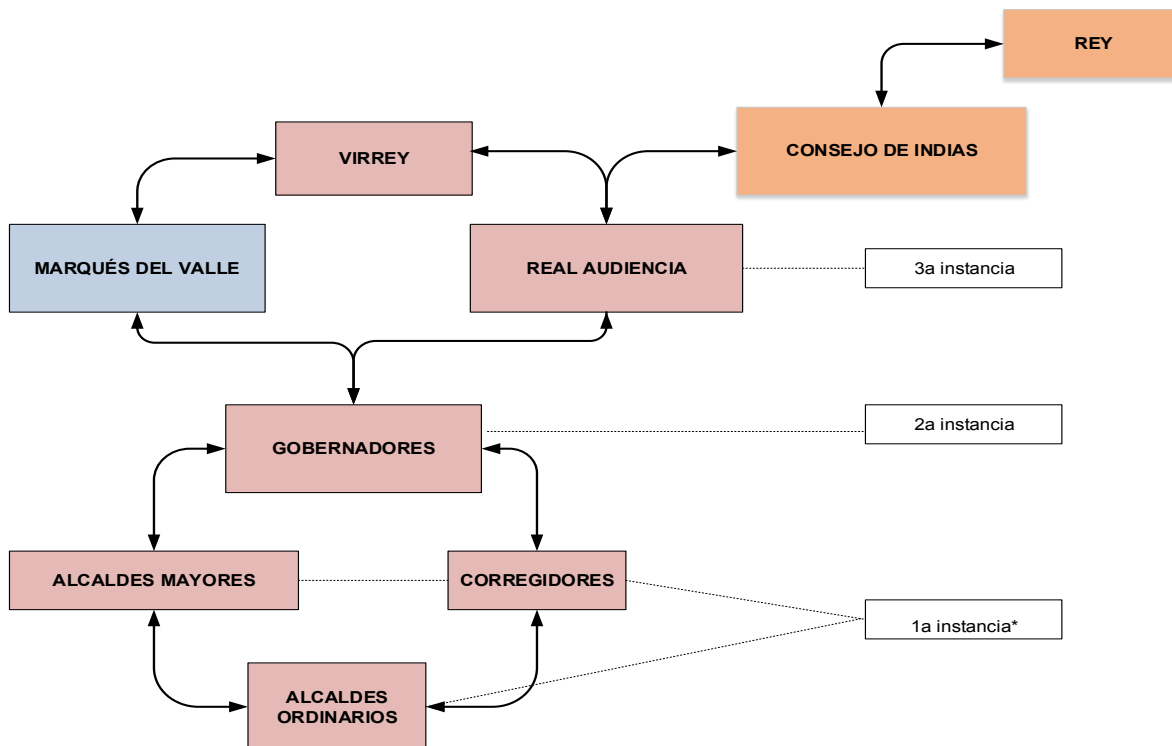 REY
CONSEJO DE INDIAS
VIRREY
MARQUÉS DEL VALLE
REAL AUDIENCIA
3a instancia
GOBERNADORES
2a instancia
ALCALDES MAYORES
CORREGIDORES
1a instancia*
ALCALDES
ORDINARIOS